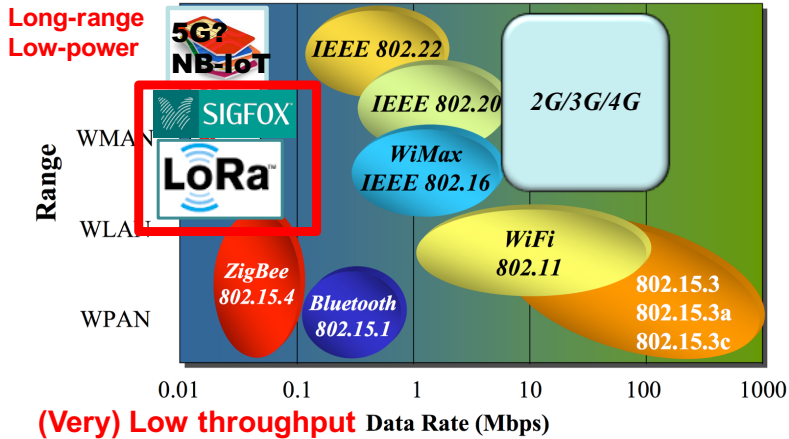 Long-range
Low-power
5G?
NB-IoT
IEEE 802.22
IEEE 802.20
2G/3G/4G
SIGFOX
WMAN
LoRa™
WiMax
IEEE 802.16
Range
WLAN
WiFi
802.11
ZigBee
802.15.4
Bluetooth
802.15.1
802.15.3
802.15.3a
802.15.3c
WPAN
0.01 0.1 1 10 100 1000
(Very) Low throughput Data Rate (Mbps)